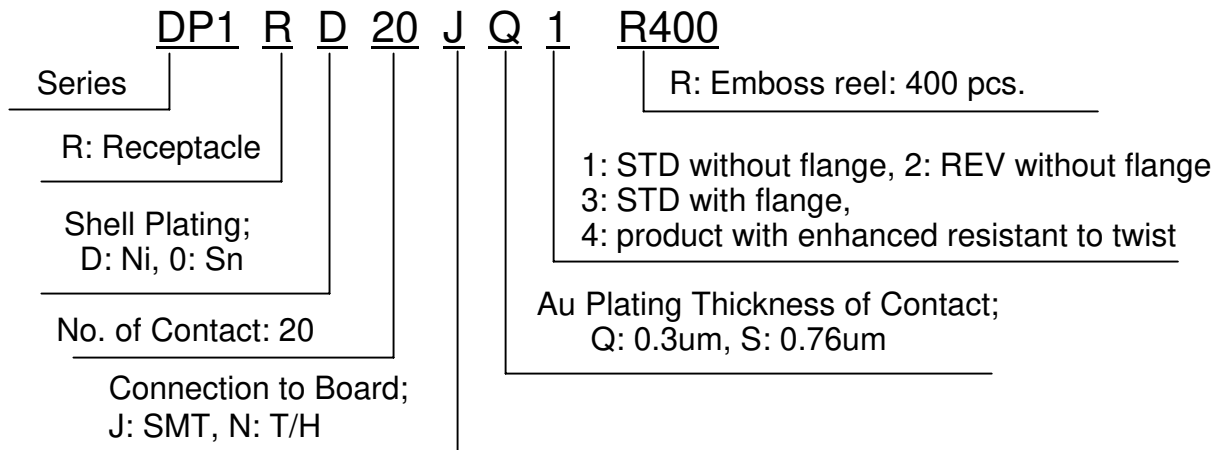 DP1 R D 20 J Q 1 R400
Series
R: Emboss reel: 400 pcs.
R: Receptacle
1: STD without flange, 2: REV without flange
3: STD with flange,
4: product with enhanced resistant to twist
Shell Plating;
D: Ni, 0: Sn
Au Plating Thickness of Contact;
Q: 0.3um, S: 0.76um
No. of Contact: 20
Connection to Board;
J: SMT, N: T/H